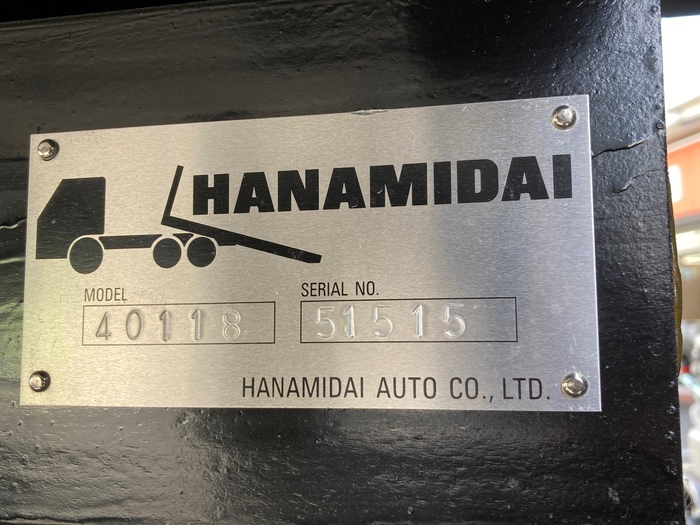 HANAMIDAI
MODEL
40118
SERIAL NO.
51515
HANAMIDAI AUTO CO., LTD.